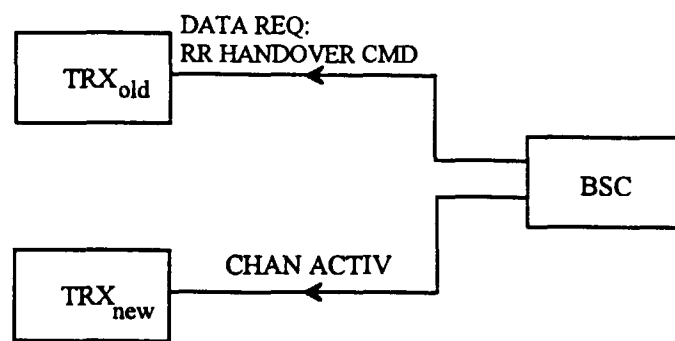 DATA REQ:
RR HANDOVER CMD
TRXold
BSC
CHAN ACTIV
TRXnew